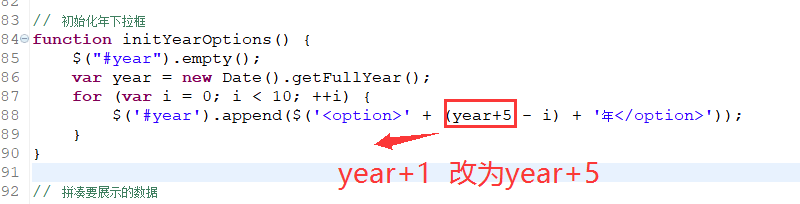 83
// 初始化年下拉框
84 function initYearOptions() {
85 $("#year").empty();
86 var year = new Date().getFullYear();
87 for (var i = 0; i < 10; ++i) {
88 $('#year').append($('<option>' + (year+5 - i) + '年</option>'));
89 }
90 }
year+1 改为year+5
91
92 // 拼凑要展示的数据